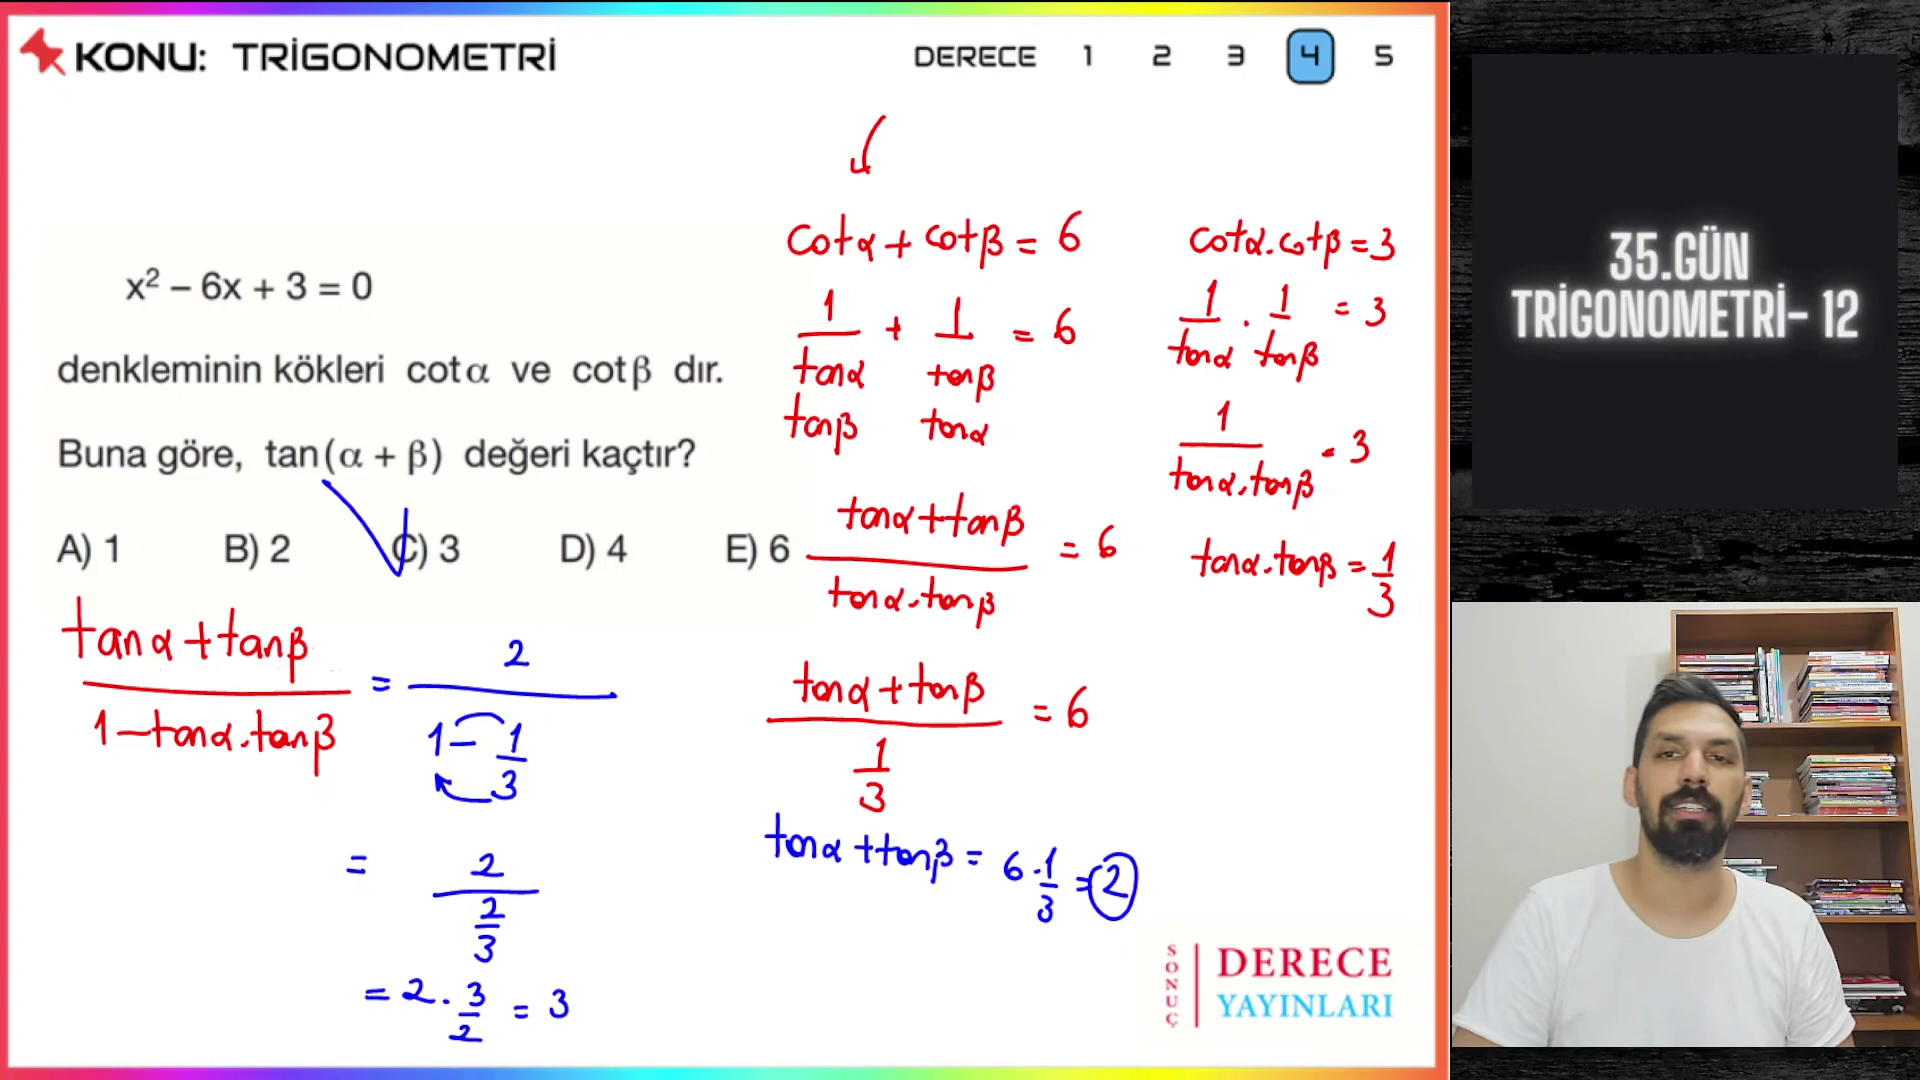 KONU: TRİGONOMETRİ
DERECE 1 2 3 4 5
x² – 6x + 3 = 0
denkleminin kökleri cotα ve cotβ dır.
Buna göre, tan(α + β) değeri kaçtır?
A) 1 B) 2 C) 3 D) 4 E) 6
tanα + tanβ / 1 – tanα.tanβ = 2 / 1 – 1/3
= 2 / 2/3
= 2 . 3/2 = 3
cotα + cotβ = 6
1/tanα + 1/tanβ = 6
tanβ tanα
tanα + tanβ / tanα.tanβ = 6
tanα + tanβ / 1/3 = 6
tanα + tanβ = 6 . 1/3 = 2
cotα.cotβ = 3
1/tanα . 1/tanβ = 3
1/tanα.tanβ = 3
tanα.tanβ = 1/3
SONUÇ
DERECE
YAYINLARI
35.GÜN
TRİGONOMETRİ- 12